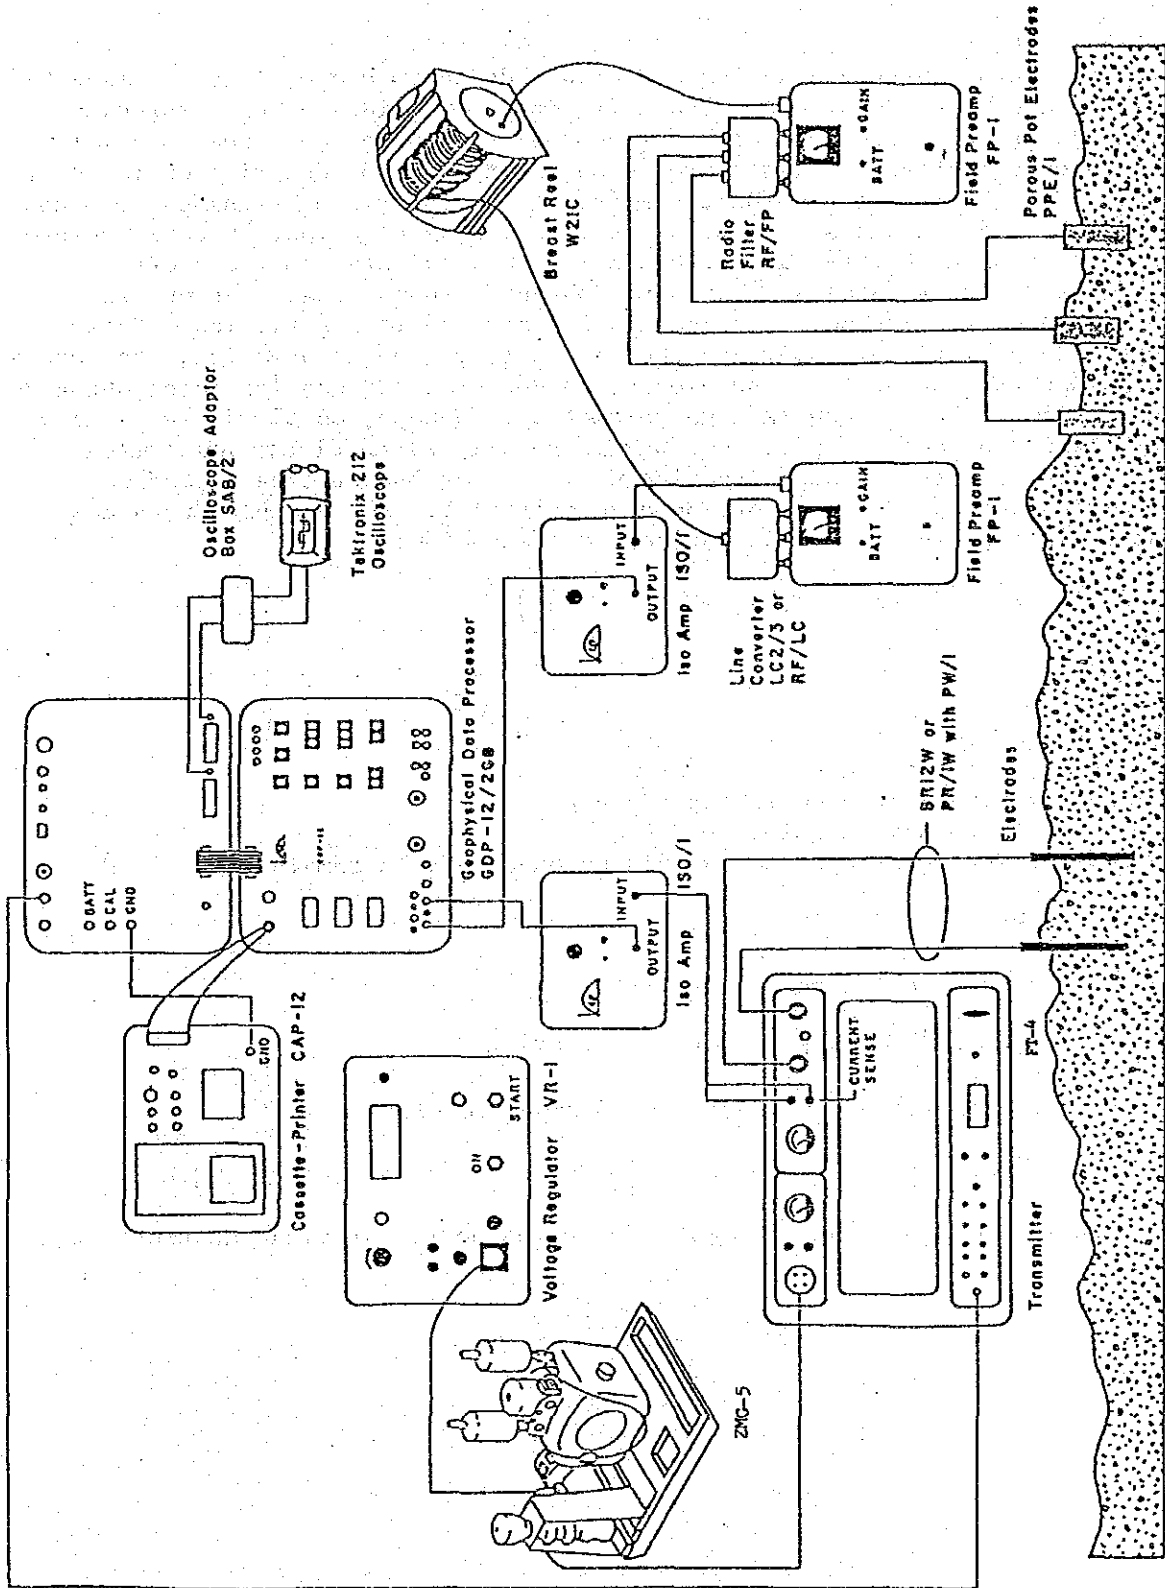 Cassette-Printer CAP-12
GND
BATT
CAL
GND
Oscilloscope Adaptor
Box SAB/2
Tektronix 212
Oscilloscope
Geophysical Data Processor
GDP-12/2GB
Breast Reel
W21C
Voltage Regulator VR-1
ON
START
OUTPUT
INPUT
Iso Amp ISO/1
OUTPUT
INPUT
Iso Amp ISO/1
ZMG-5
CURRENT
SENSE
Transmitter FT-4
BR12W or
PR/1W with PW/1
Electrodes
Line
Converter
LC2/3 or
RF/LC
BATT
GAIN
Field Preamp
FP-1
Radio
Filter
RF/FP
BATT
GAIN
Field Preamp
FP-1
Porous Pot Electrodes
PPE/1